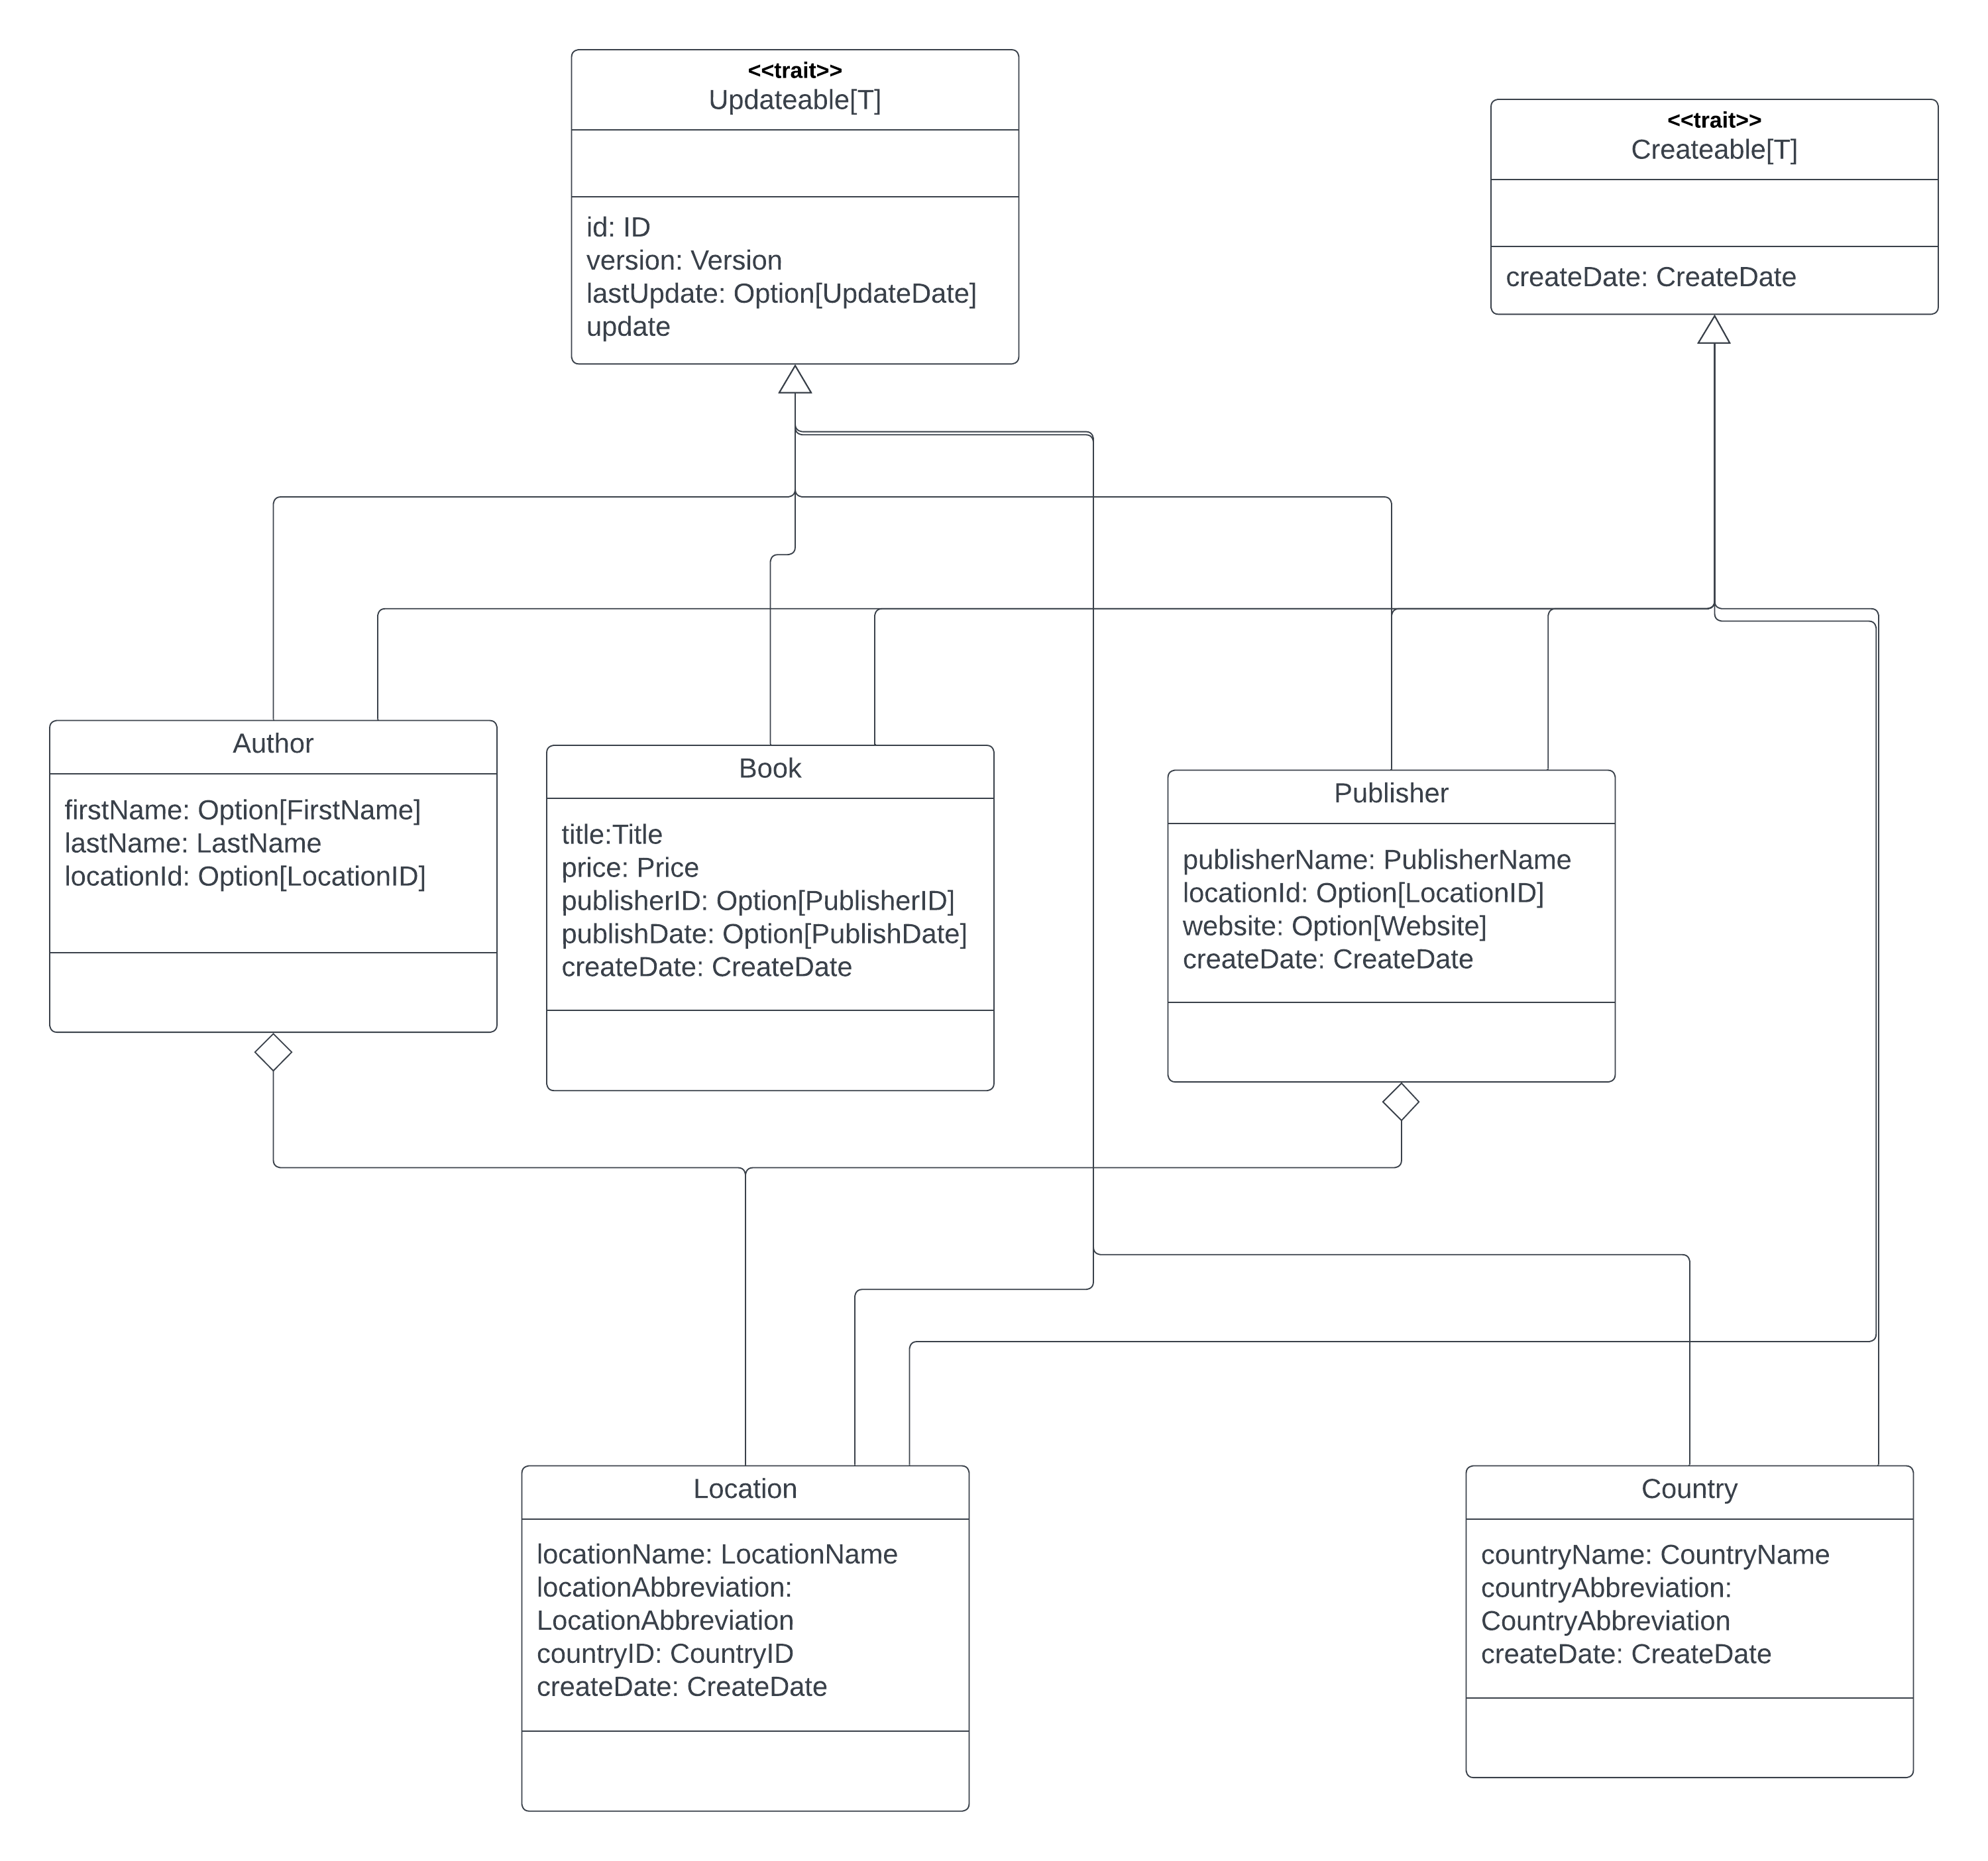 <<trait>>
Updateable[T]
id: ID
version: Version
lastUpdate: Option[UpdateDate]
update
<<trait>>
Createable[T]
createDate: CreateDate
Author
firstName: Option[FirstName]
lastName: LastName
locationId: Option[LocationID]
Book
title:Title
price: Price
publisherID: Option[PublisherID]
publishDate: Option[PublishDate]
createDate: CreateDate
Publisher
publisherName: PublisherName
locationId: Option[LocationID]
website: Option[Website]
createDate: CreateDate
Location
locationName: LocationName
locationAbbreviation:
LocationAbbreviation
countryID: CountryID
createDate: CreateDate
Country
countryName: CountryName
countryAbbreviation:
CountryAbbreviation
createDate: CreateDate